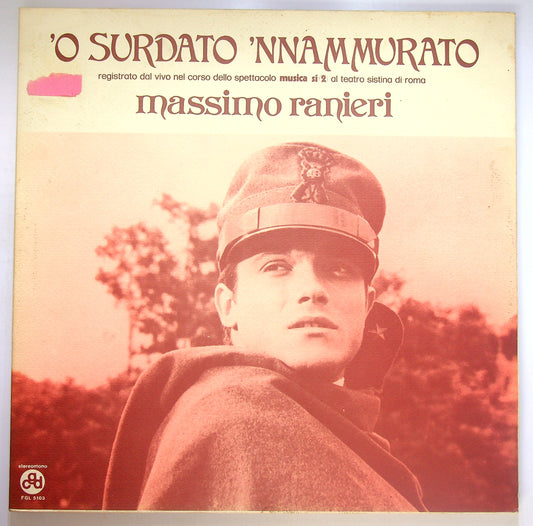 'O SURDATO 'NNAMMURATO
registrato dal vivo nel corso dello spettacolo musica sì/2 al teatro sistina di roma
massimo ranieri
stereomono
cgd
FGL 5103